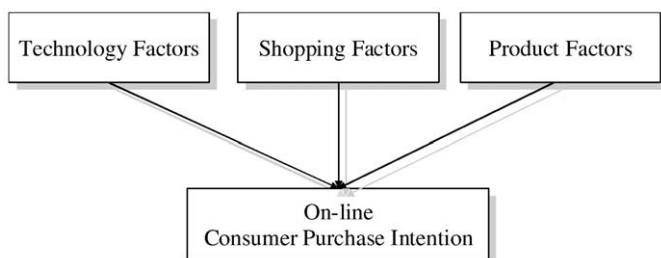 Technology Factors
Shopping Factors
Product Factors
On-line
Consumer Purchase Intention